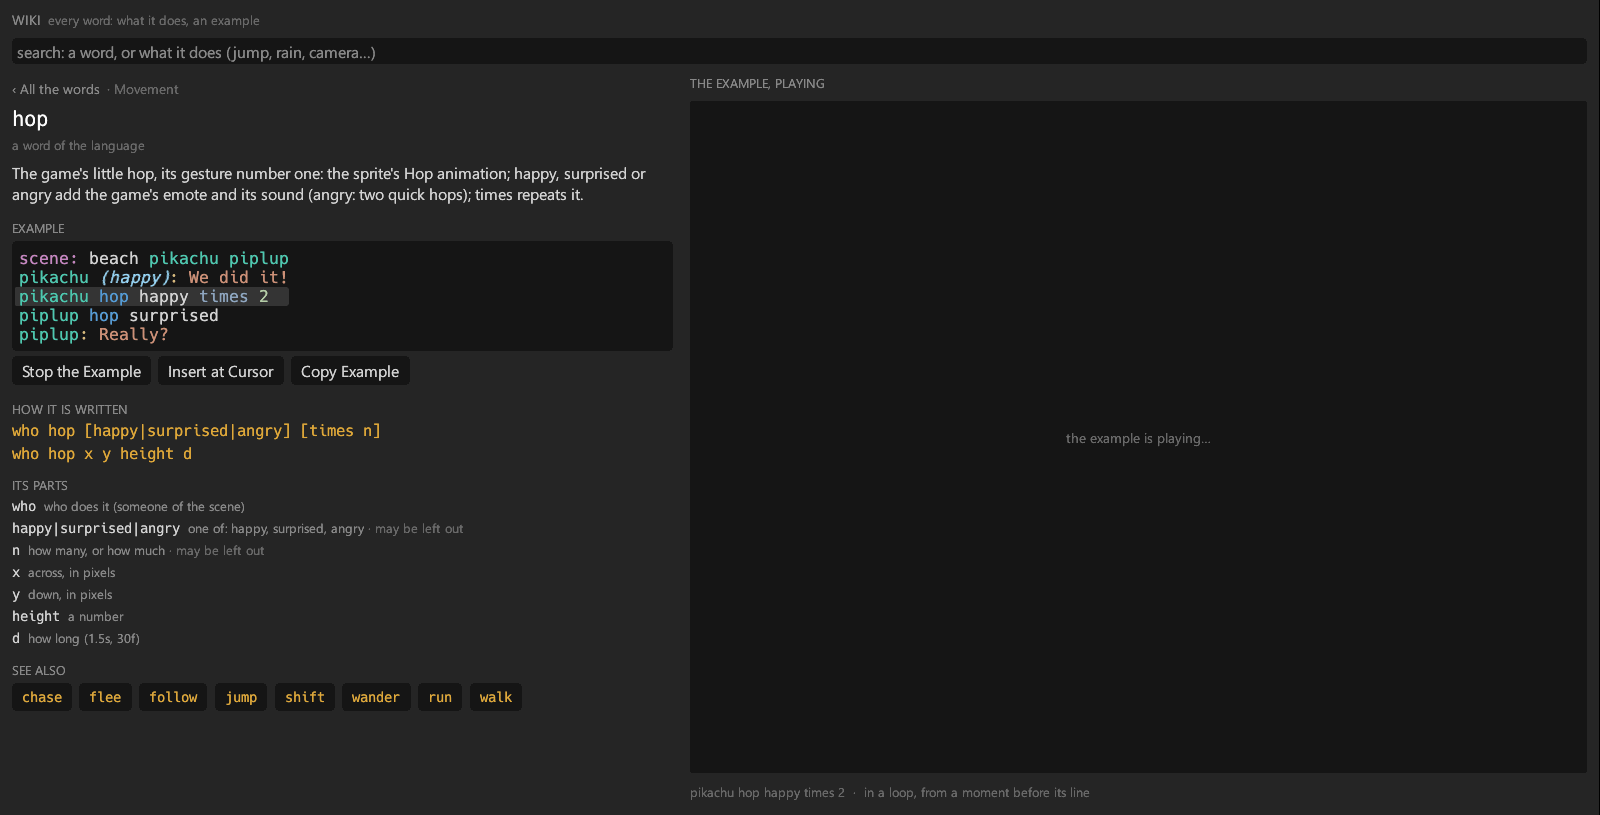 WIKI every word: what it does, an example
search: a word, or what it does (jump, rain, camera...)
‹ All the words · Movement
hop
a word of the language
The game's little hop, its gesture number one: the sprite's Hop animation; happy, surprised or
angry add the game's emote and its sound (angry: two quick hops); times repeats it.
EXAMPLE
scene: beach pikachu piplup
pikachu (happy): We did it!
pikachu hop happy times 2
piplup hop surprised
piplup: Really?
Stop the Example Insert at Cursor Copy Example
HOW IT IS WRITTEN
who hop [happy|surprised|angry] [times n]
who hop x y height d
ITS PARTS
who who does it (someone of the scene)
happy|surprised|angry one of: happy, surprised, angry · may be left out
n how many, or how much · may be left out
x across, in pixels
y down, in pixels
height a number
d how long (1.5s, 30f)
SEE ALSO
chase flee follow jump shift wander run walk
THE EXAMPLE, PLAYING
the example is playing...
pikachu hop happy times 2 · in a loop, from a moment before its line